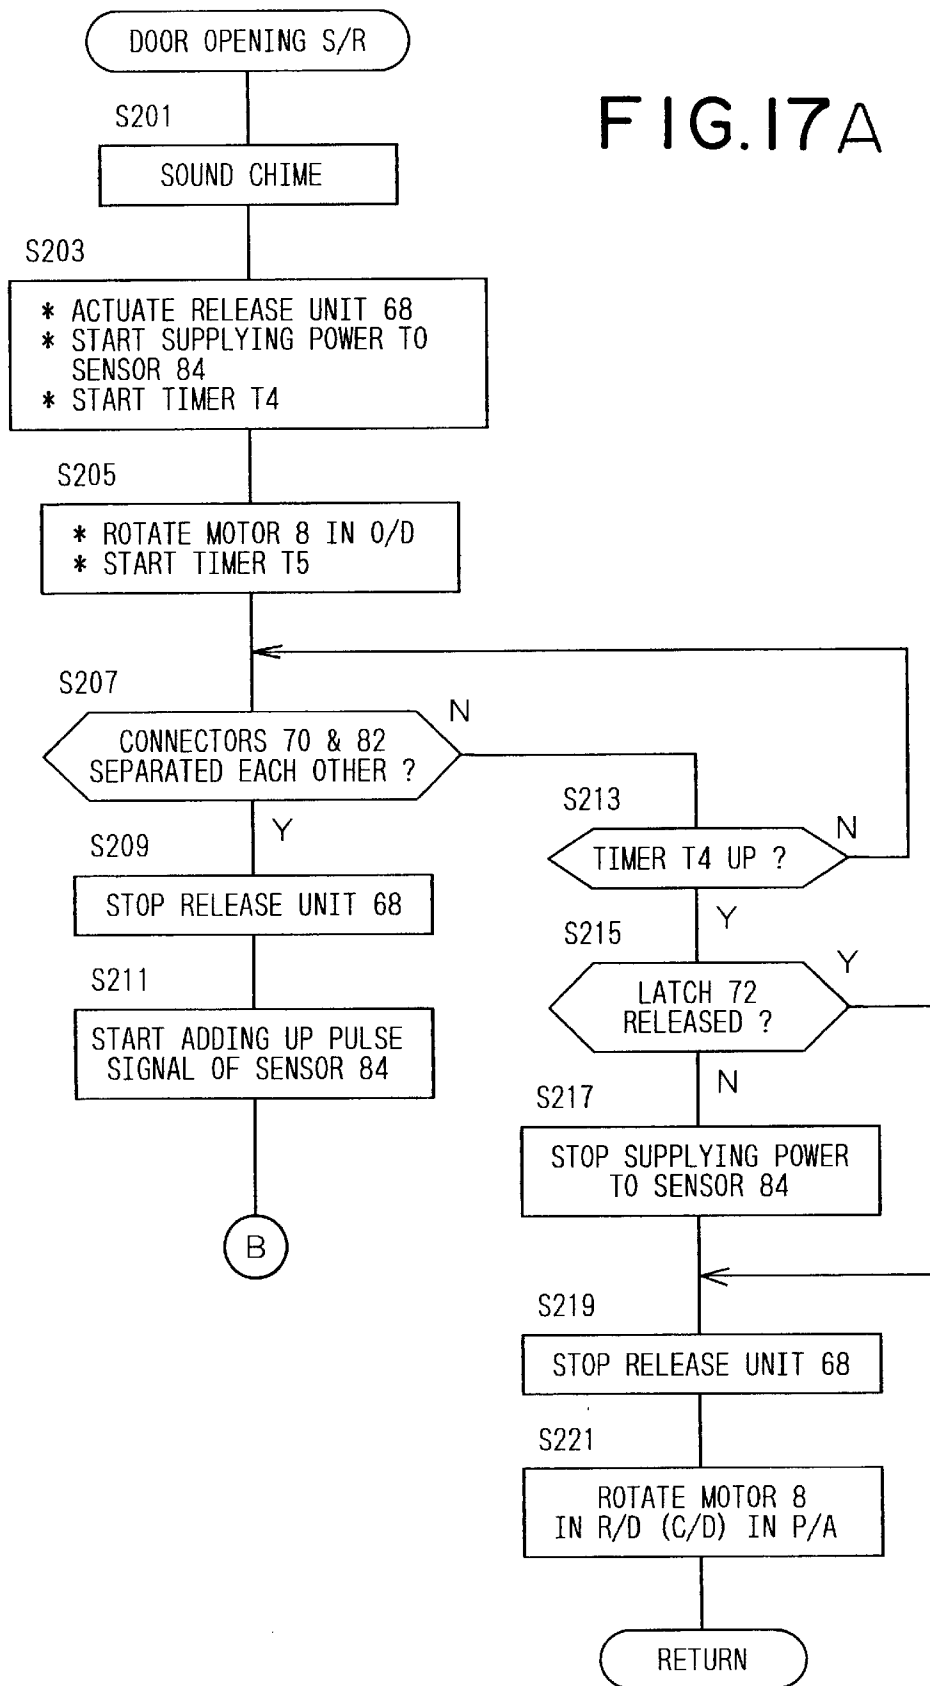 DOOR OPENING S/R
FIG.17A
S201
SOUND CHIME
S203
* ACTUATE RELEASE UNIT 68
* START SUPPLYING POWER TO
SENSOR 84
* START TIMER T4
S205
* ROTATE MOTOR 8 IN O/D
* START TIMER T5
S207
CONNECTORS 70 & 82
SEPARATED EACH OTHER ?
N
Y
S209
STOP RELEASE UNIT 68
S211
START ADDING UP PULSE
SIGNAL OF SENSOR 84
B
S213
TIMER T4 UP ?
N
Y
S215
LATCH 72
RELEASED ?
Y
N
S217
STOP SUPPLYING POWER
TO SENSOR 84
S219
STOP RELEASE UNIT 68
S221
ROTATE MOTOR 8
IN R/D (C/D) IN P/A
RETURN